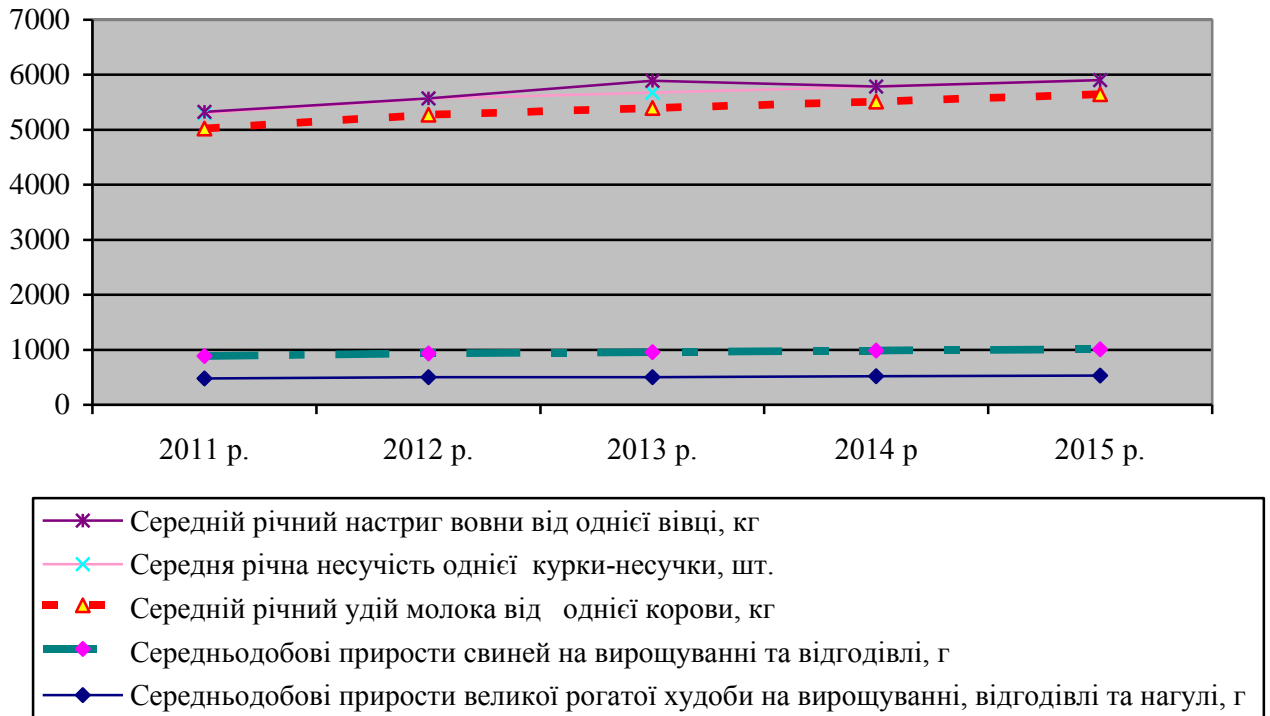 7000
6000
5000
4000
3000
2000
1000
0
2011 р. 2012 р. 2013 р. 2014 р 2015 р.
Середній річний настриг вовни від однієї вівці, кг
Середня річна несучість однієї курки-несучки, шт.
Середній річний удій молока від однієї корови, кг
Середньодобові прирости свиней на вирощуванні та відгодівлі, г
Середньодобові прирости великої рогатої худоби на вирощуванні, відгодівлі та нагулі, г